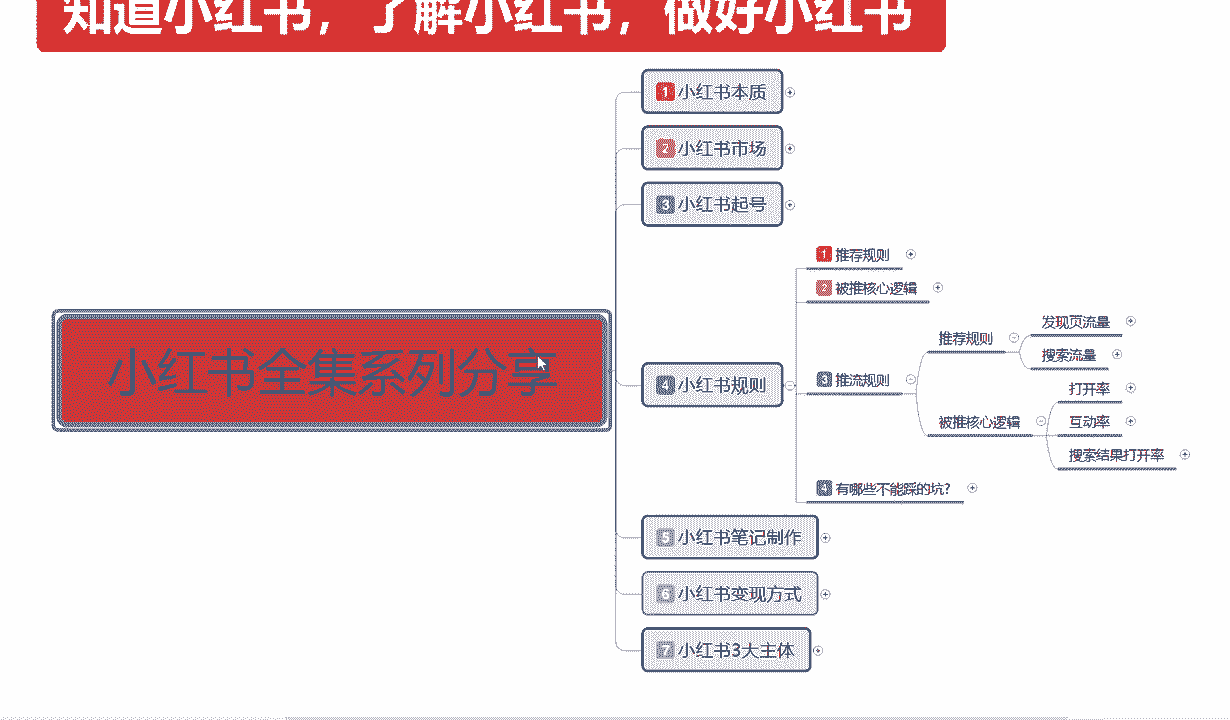 知道小红书，了解小红书，做好小红书
1 小红书本质
2 小红书市场
3 小红书起号
小红书全集系列分享
4 小红书规则
1 推荐规则
2 被推核心逻辑
3 推流规则
推荐规则
发现页流量
搜索流量
被推核心逻辑
打开率
互动率
搜索结果打开率
4 有哪些不能踩的坑?
5 小红书笔记制作
6 小红书变现方式
7 小红书3大主体